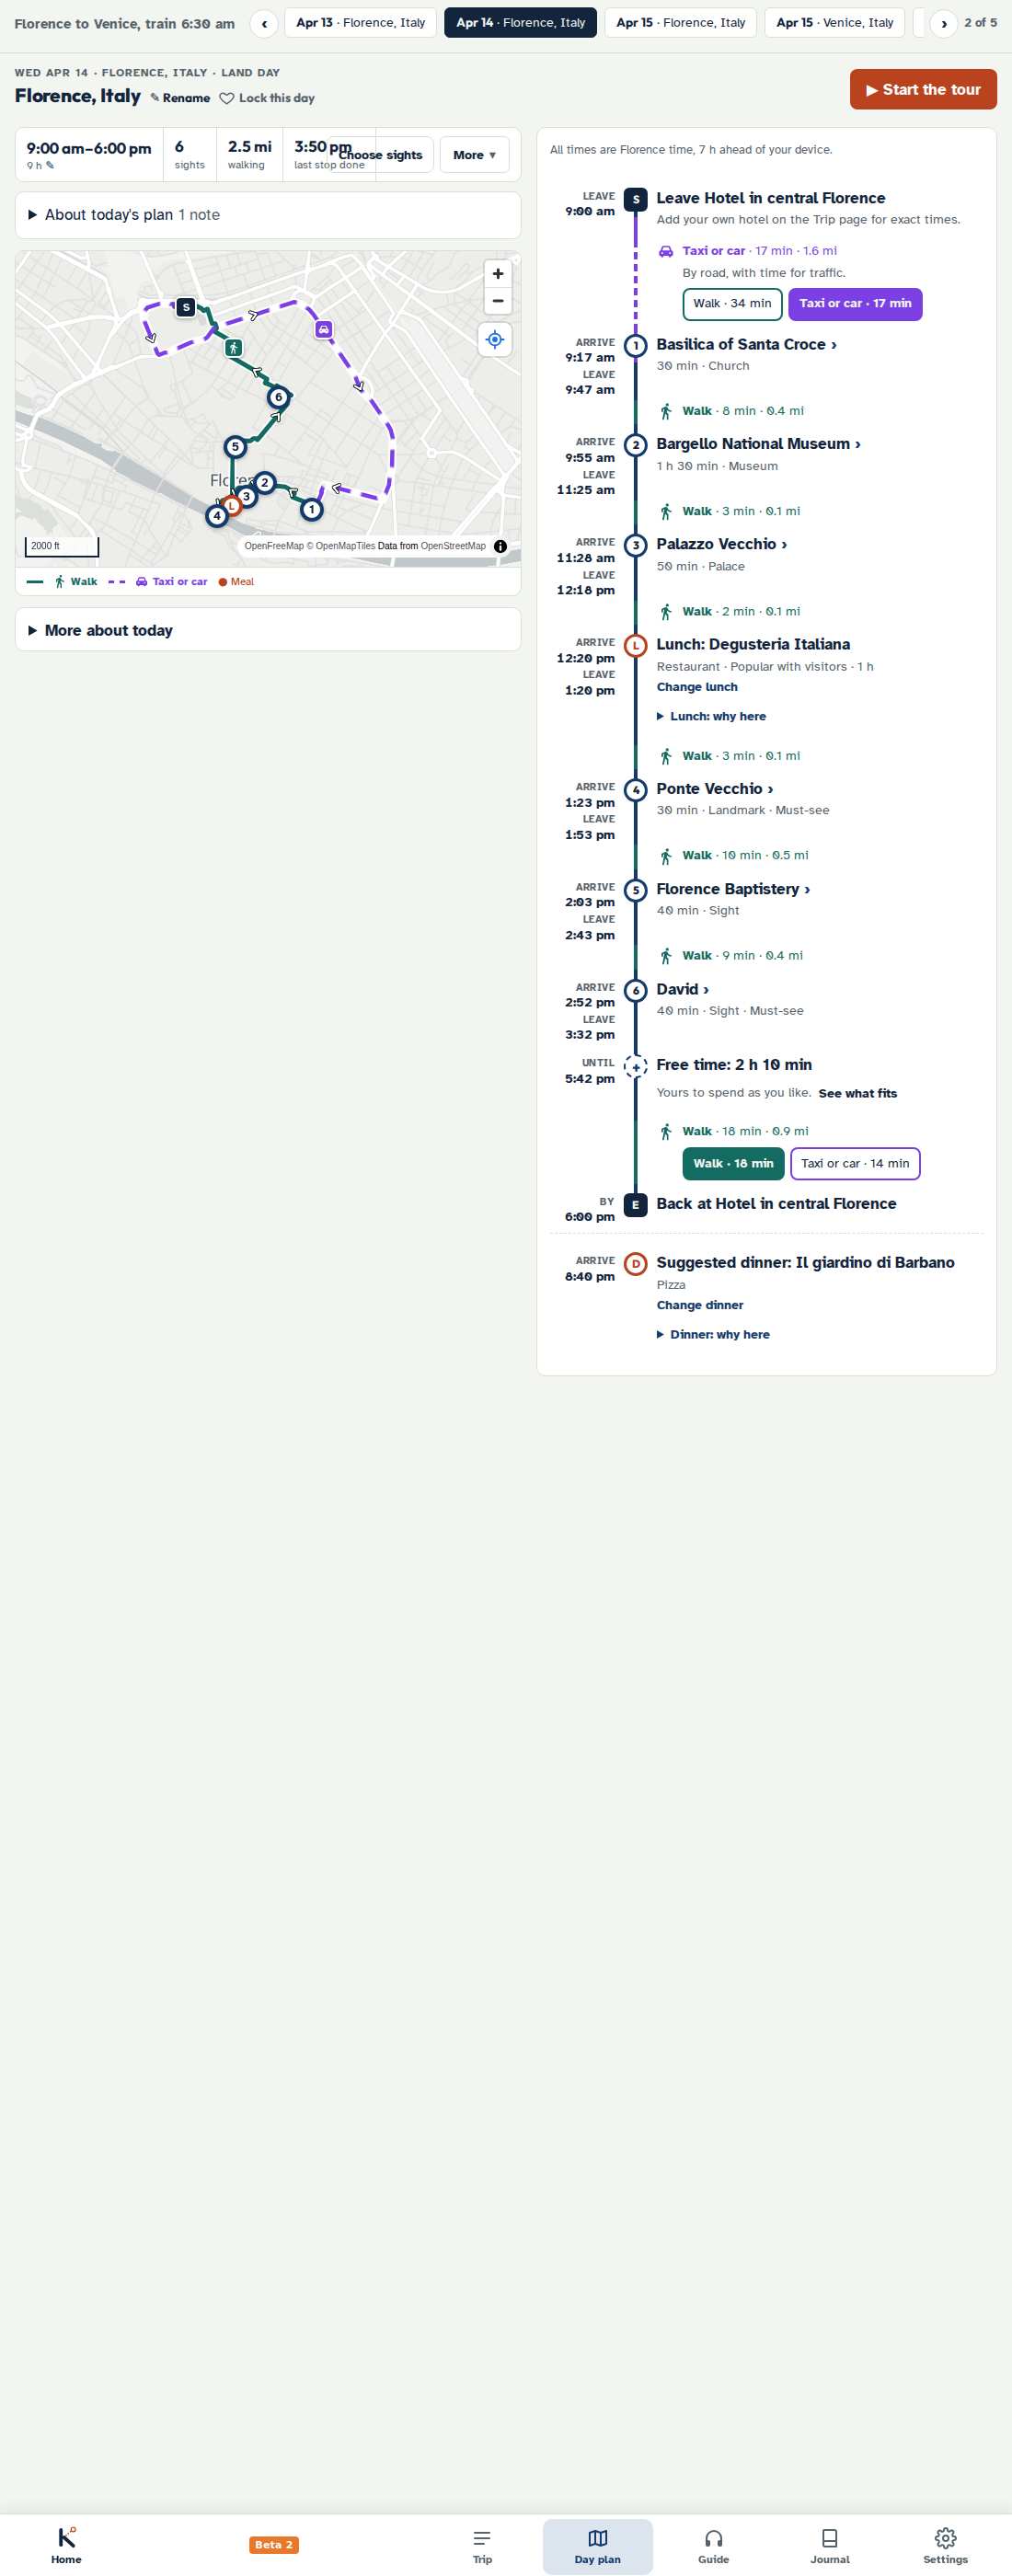 Florence to Venice, train 6:30 am
‹
Apr 13 · Florence, Italy
Apr 14 · Florence, Italy
Apr 15 · Florence, Italy
Apr 15 · Venice, Italy
›
2 of 5
WED APR 14 · FLORENCE, ITALY · LAND DAY
Florence, Italy ✎ Rename Lock this day
▶ Start the tour
9:00 am–6:00 pm
9 h ✎
6
sights
2.5 mi
walking
3:50 pm
last stop done
Choose sights
More ▼
▶ About today's plan 1 note
S
6
5
2
3
L
4
1
+
−
2000 ft
OpenFreeMap © OpenMapTiles Data from OpenStreetMap
Walk
Taxi or car
Meal
▶ More about today
All times are Florence time, 7 h ahead of your device.
LEAVE
9:00 am
S
Leave Hotel in central Florence
Add your own hotel on the Trip page for exact times.
Taxi or car · 17 min · 1.6 mi
By road, with time for traffic.
Walk · 34 min
Taxi or car · 17 min
ARRIVE
9:17 am
LEAVE
9:47 am
1
Basilica of Santa Croce ›
30 min · Church
Walk · 8 min · 0.4 mi
ARRIVE
9:55 am
LEAVE
11:25 am
2
Bargello National Museum ›
1 h 30 min · Museum
Walk · 3 min · 0.1 mi
ARRIVE
11:28 am
LEAVE
12:18 pm
3
Palazzo Vecchio ›
50 min · Palace
Walk · 2 min · 0.1 mi
ARRIVE
12:20 pm
LEAVE
1:20 pm
L
Lunch: Degusteria Italiana
Restaurant · Popular with visitors · 1 h
Change lunch
▶ Lunch: why here
Walk · 3 min · 0.1 mi
ARRIVE
1:23 pm
LEAVE
1:53 pm
4
Ponte Vecchio ›
30 min · Landmark · Must-see
Walk · 10 min · 0.5 mi
ARRIVE
2:03 pm
LEAVE
2:43 pm
5
Florence Baptistery ›
40 min · Sight
Walk · 9 min · 0.4 mi
ARRIVE
2:52 pm
LEAVE
3:32 pm
6
David ›
40 min · Sight · Must-see
UNTIL
5:42 pm
+
Free time: 2 h 10 min
Yours to spend as you like. See what fits
Walk · 18 min · 0.9 mi
Walk · 18 min
Taxi or car · 14 min
BY
6:00 pm
E
Back at Hotel in central Florence
ARRIVE
8:40 pm
D
Suggested dinner: Il giardino di Barbano
Pizza
Change dinner
▶ Dinner: why here
Home
Beta 2
Trip
Day plan
Guide
Journal
Settings